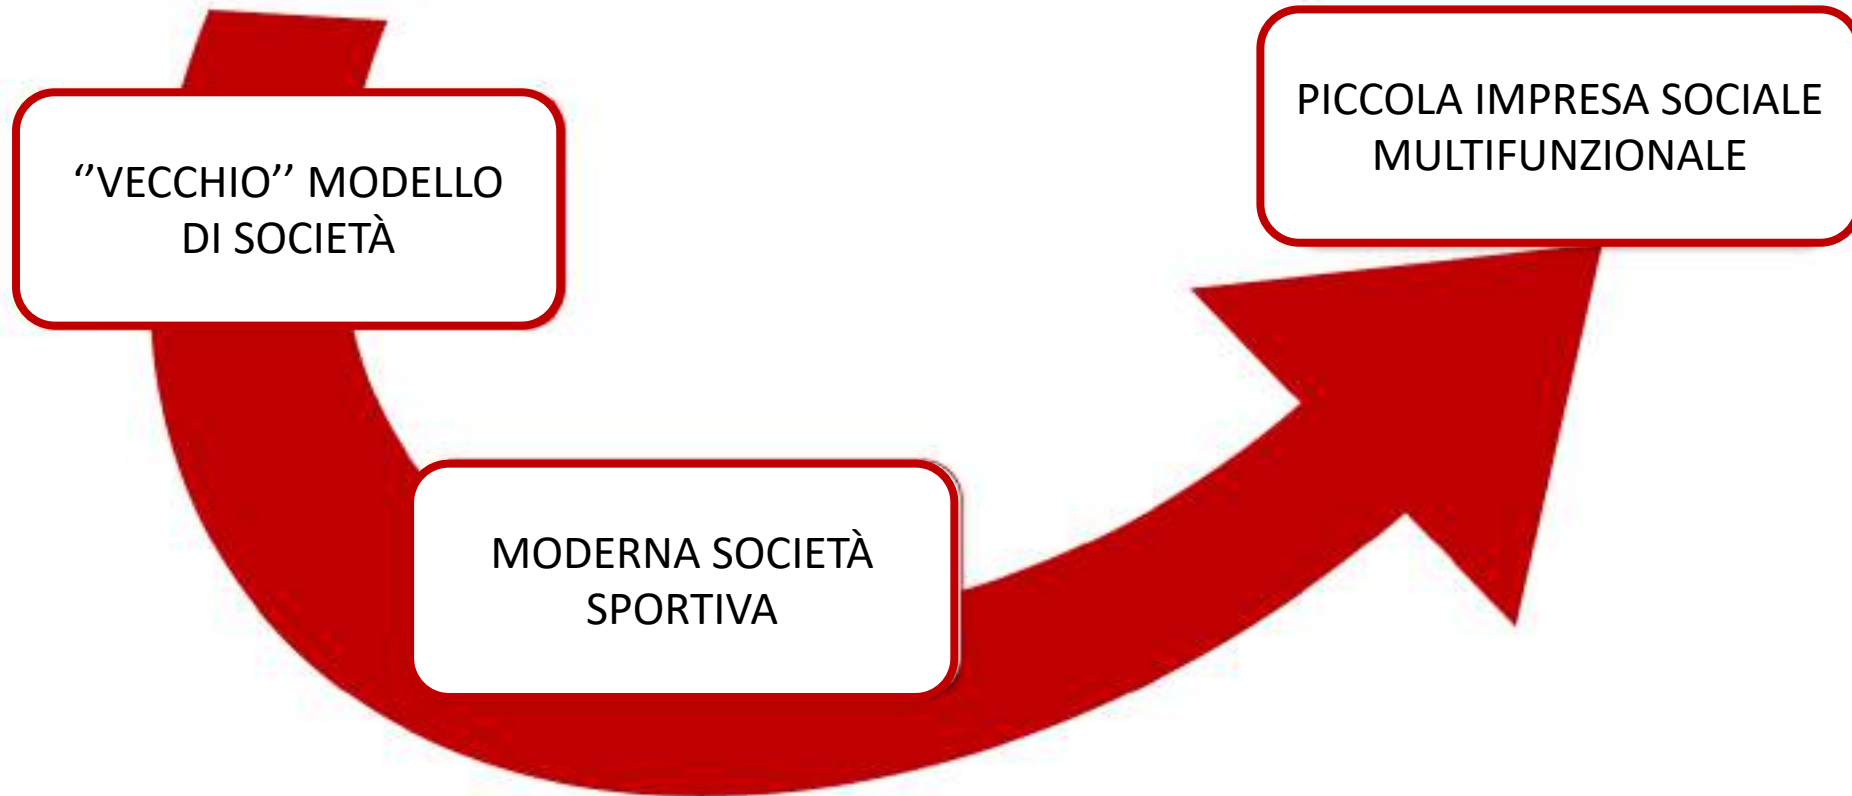 ‘’VECCHIO’’ MODELLO
DI SOCIETÀ
MODERNA SOCIETÀ
SPORTIVA
PICCOLA IMPRESA SOCIALE
MULTIFUNZIONALE